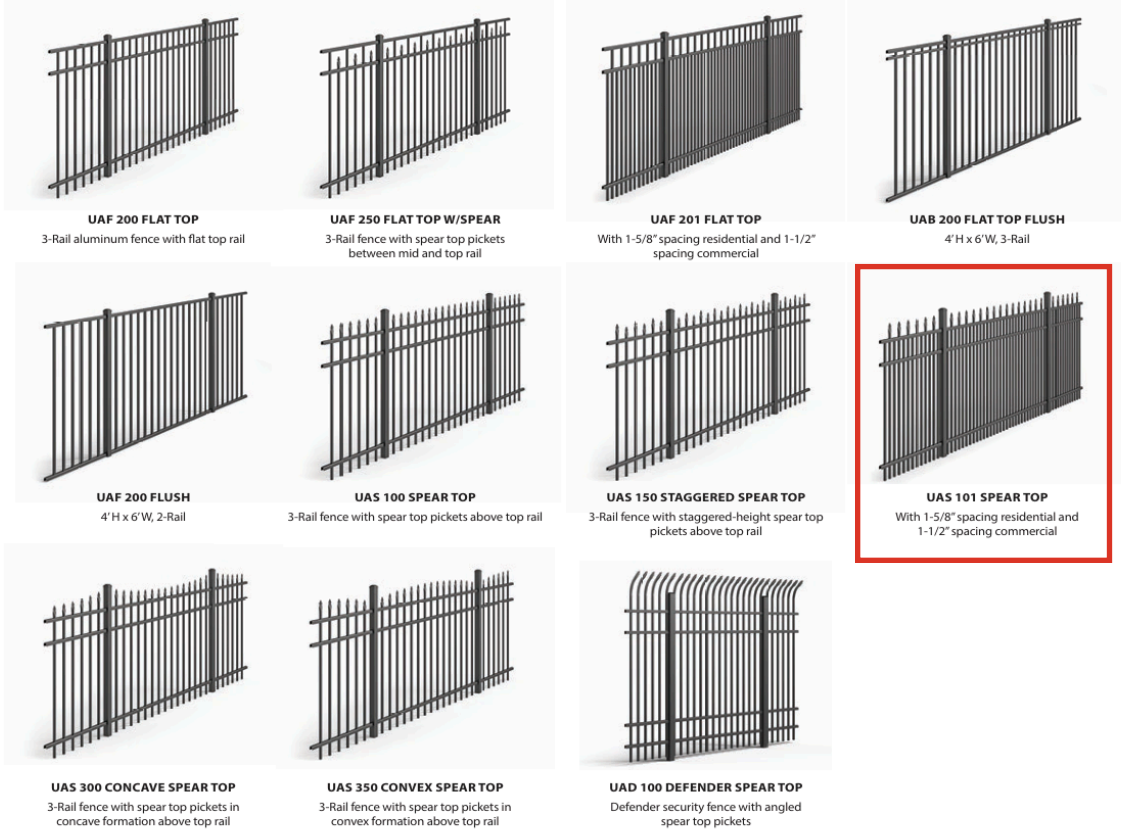 UAF 200 FLAT TOP
3-Rail aluminum fence with flat top rail
UAF 250 FLAT TOP W/SPEAR
3-Rail fence with spear top pickets
between mid and top rail
UAF 201 FLAT TOP
With 1-5/8" spacing residential and 1-1/2"
spacing commercial
UAB 200 FLAT TOP FLUSH
4' H x 6' W, 3-Rail
UAF 200 FLUSH
4' H x 6' W, 2-Rail
UAS 100 SPEAR TOP
3-Rail fence with spear top pickets above top rail
UAS 150 STAGGERED SPEAR TOP
3-Rail fence with staggered-height spear top
pickets above top rail
UAS 101 SPEAR TOP
With 1-5/8" spacing residential and
1-1/2" spacing commercial
UAS 300 CONCAVE SPEAR TOP
3-Rail fence with spear top pickets in
concave formation above top rail
UAS 350 CONVEX SPEAR TOP
3-Rail fence with spear top pickets in
convex formation above top rail
UAD 100 DEFENDER SPEAR TOP
Defender security fence with angled
spear top pickets